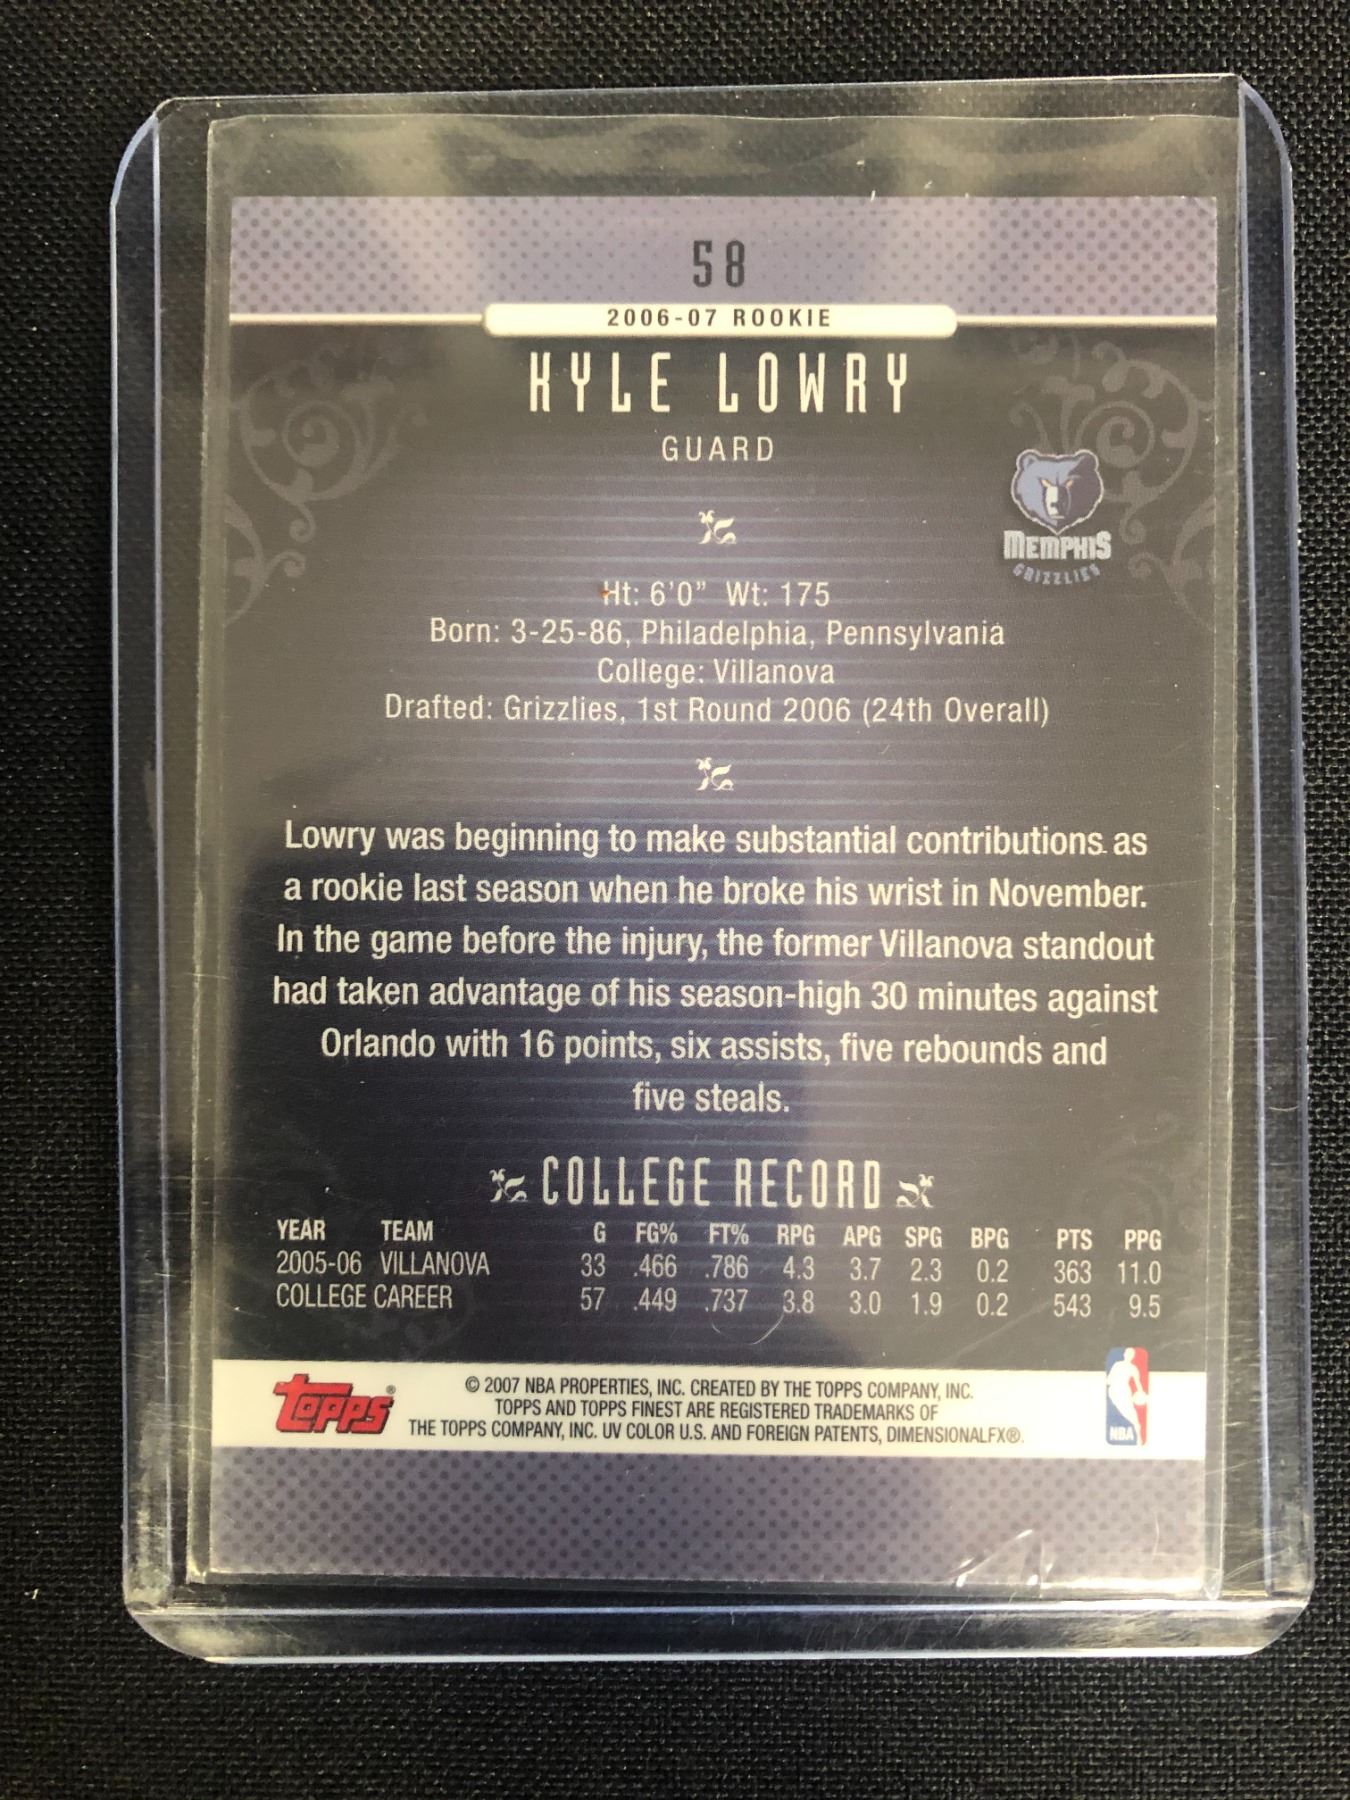 58
2006-07 ROOKIE
KYLE LOWRY
GUARD
MEMPHIS
GRIZZLIES
Ht: 6'0" Wt: 175
Born: 3-25-86, Philadelphia, Pennsylvania
College: Villanova
Drafted: Grizzlies, 1st Round 2006 (24th Overall)
Lowry was beginning to make substantial contributions as
a rookie last season when he broke his wrist in November.
In the game before the injury, the former Villanova standout
had taken advantage of his season-high 30 minutes against
Orlando with 16 points, six assists, five rebounds and
five steals.
COLLEGE RECORD
YEAR TEAM G FG% FT% RPG APG SPG BPG PTS PPG
2005-06 VILLANOVA 33 .466 .786 4.3 3.7 2.3 0.2 363 11.0
COLLEGE CAREER 57 .449 .737 3.8 3.0 1.9 0.2 543 9.5
topps®
© 2007 NBA PROPERTIES, INC. CREATED BY THE TOPPS COMPANY, INC.
TOPPS AND TOPPS FINEST ARE REGISTERED TRADEMARKS OF
THE TOPPS COMPANY, INC. UV COLOR U.S. AND FOREIGN PATENTS, DIMENSIONALFX®.
NBA